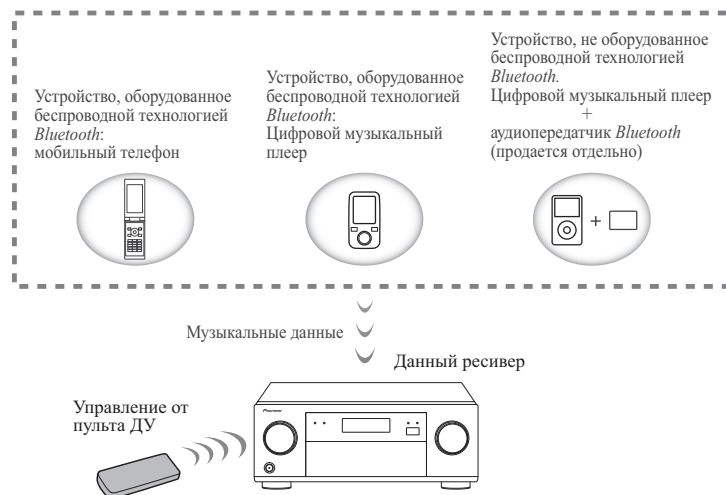 Устройство, оборудованное
беспроводной технологией
Bluetooth:
мобильный телефон
Устройство, оборудованное
беспроводной технологией
Bluetooth:
Цифровой музыкальный
плеер
Устройство, не оборудованное
беспроводной технологией
Bluetooth.
Цифровой музыкальный плеер
+
аудиопередатчик Bluetooth
(продается отдельно)
+
Музыкальные данные
Данный ресивер
Pioneer
Управление от
пульта ДУ